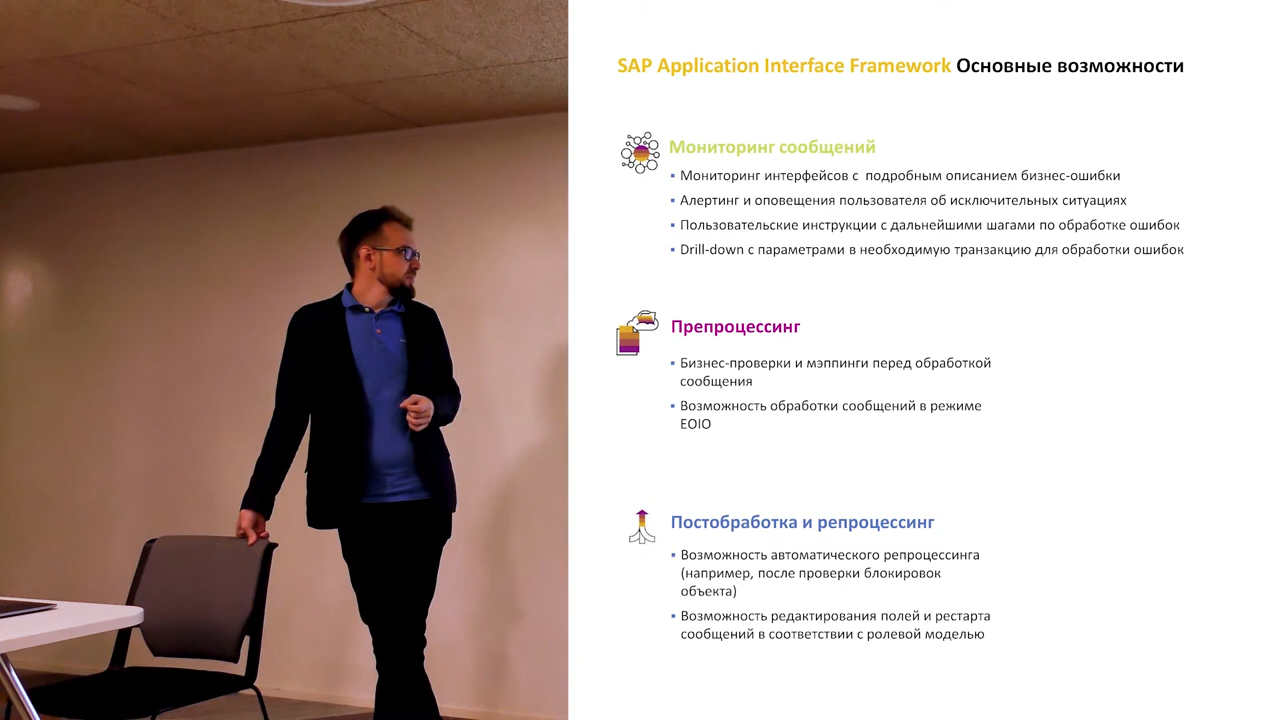 SAP Application Interface Framework Основные возможности
Мониторинг сообщений
▪ Мониторинг интерфейсов с подробным описанием бизнес-ошибки
▪ Алертинг и оповещения пользователя об исключительных ситуациях
▪ Пользовательские инструкции с дальнейшими шагами по обработке ошибок
▪ Drill-down с параметрами в необходимую транзакцию для обработки ошибок
Препроцессинг
▪ Бизнес-проверки и мэппинги перед обработкой
сообщения
▪ Возможность обработки сообщений в режиме
EOIO
Постобработка и репроцессинг
▪ Возможность автоматического репроцессинга
(например, после проверки блокировок
объекта)
▪ Возможность редактирования полей и рестарта
сообщений в соответствии с ролевой моделью